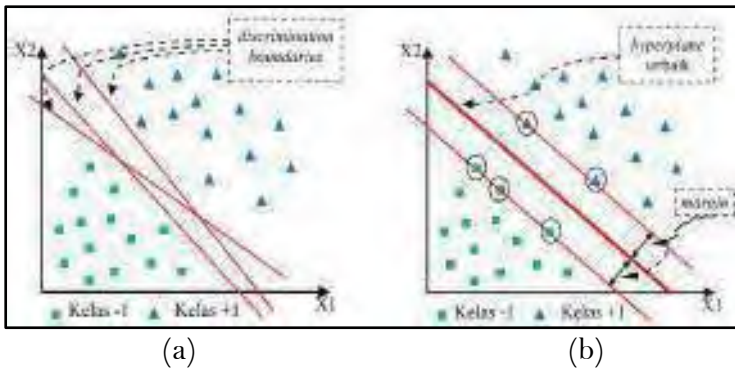 X2
discrimination
boundaries
X1
Kelas -1 Kelas +1
(a)
X2
hyperplane
terbaik
margin
X1
Kelas -1 Kelas +1
(b)